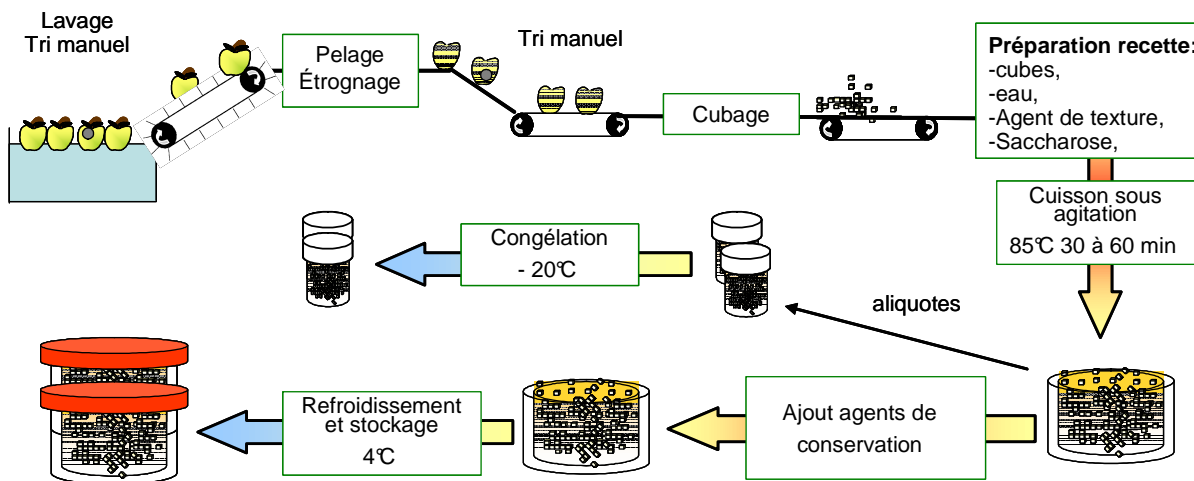 Lavage
Tri manuel
Pelage
Étrognage
Tri manuel
Cubage
Préparation recette:
-cubes,
-eau,
-Agent de texture,
-Saccharose,
Cuisson sous
agitation
85℃ 30 à 60 min
aliquotes
Congélation
- 20℃
Ajout agents de
conservation
Refroidissement
et stockage
4℃